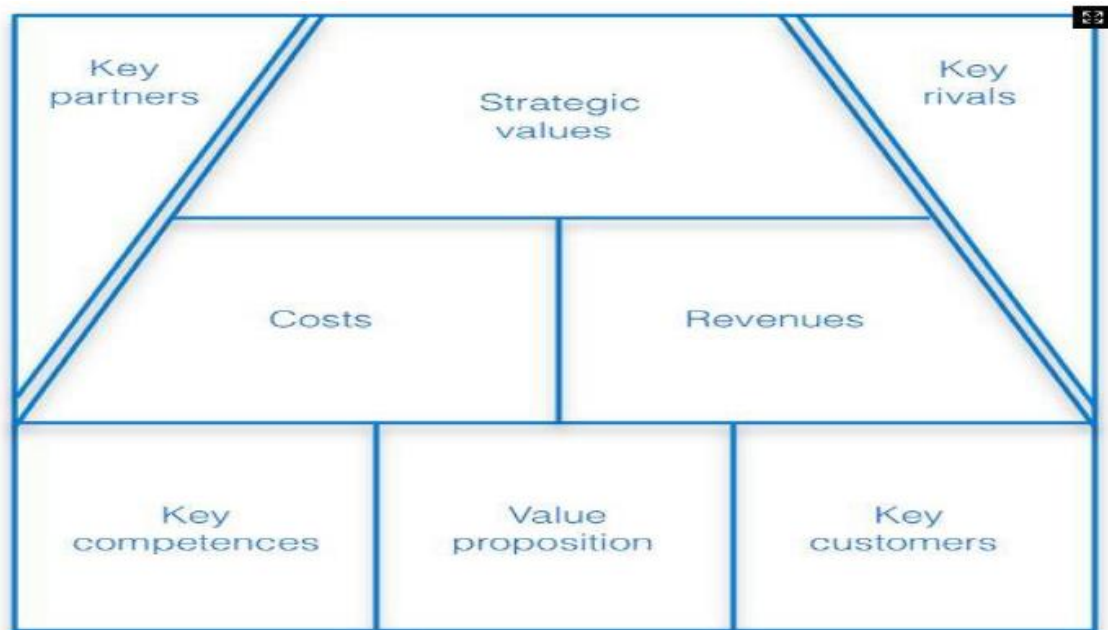 Key
partners
Strategic
values
Key
rivals
Costs
Revenues
Key
competences
Value
proposition
Key
customers